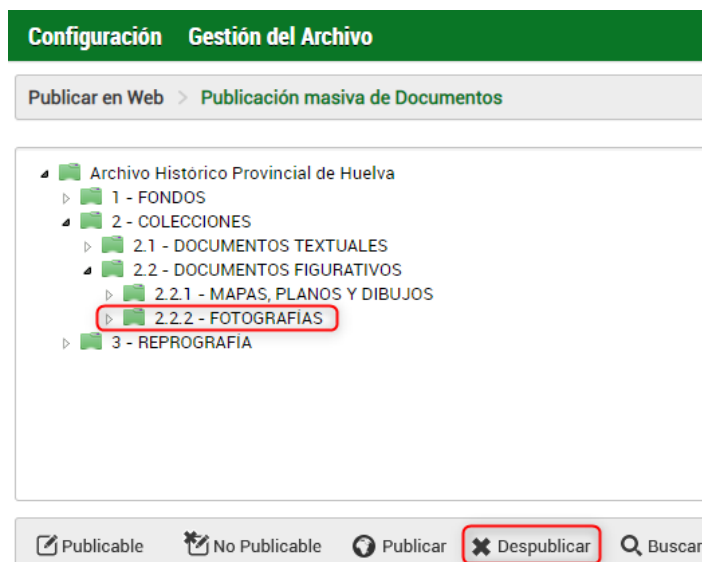 Configuración Gestión del Archivo
Publicar en Web > Publicación masiva de Documentos
Archivo Histórico Provincial de Huelva
1 - FONDOS
2 - COLECCIONES
2.1 - DOCUMENTOS TEXTUALES
2.2 - DOCUMENTOS FIGURATIVOS
2.2.1 - MAPAS, PLANOS Y DIBUJOS
2.2.2 - FOTOGRAFÍAS
3 - REPROGRAFÍA
Publicable No Publicable Publicar Despublicar Buscar